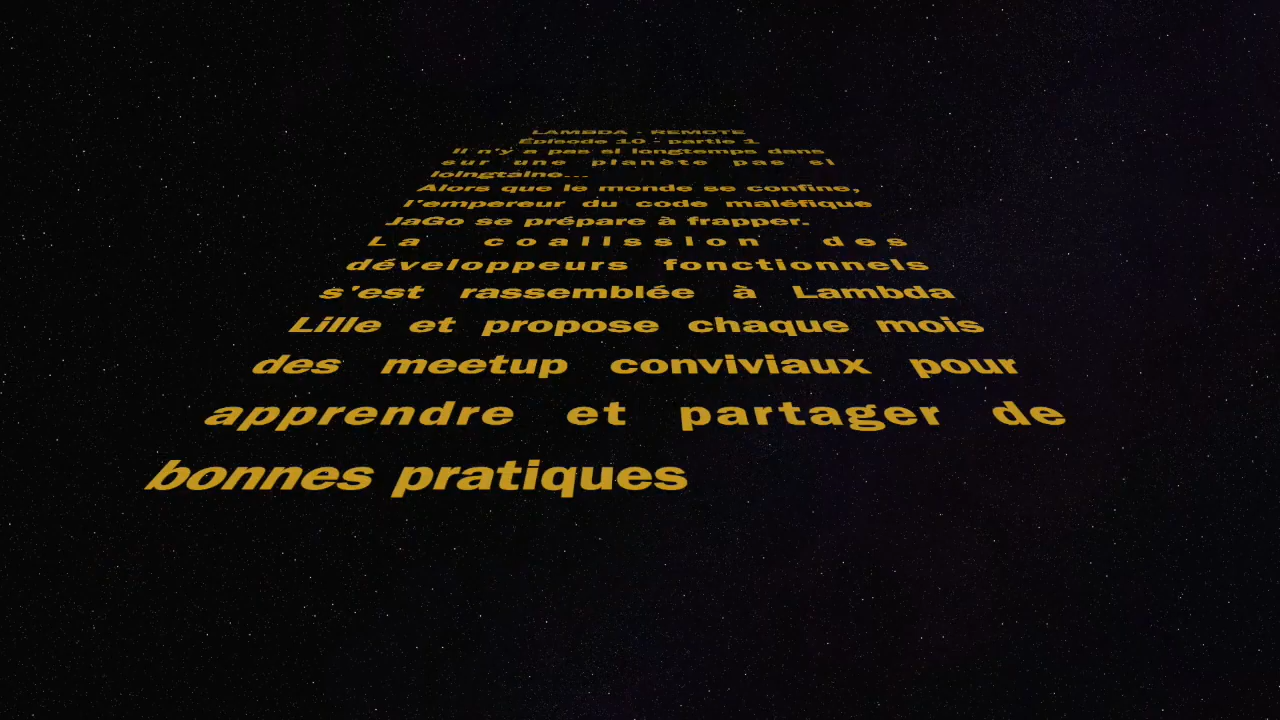 LAMBDA - REMOTE
Épisode 10 - partie 1
Il n'y a pas si longtemps dans
sur une planète pas si
loingtaine...
Alors que le monde se confine,
l'empereur du code maléfique
JaGo se prépare à frapper.
La coalission des
développeurs fonctionnels
s'est rassemblée à Lambda
Lille et propose chaque mois
des meetup conviviaux pour
apprendre et partager de
bonnes pratiques